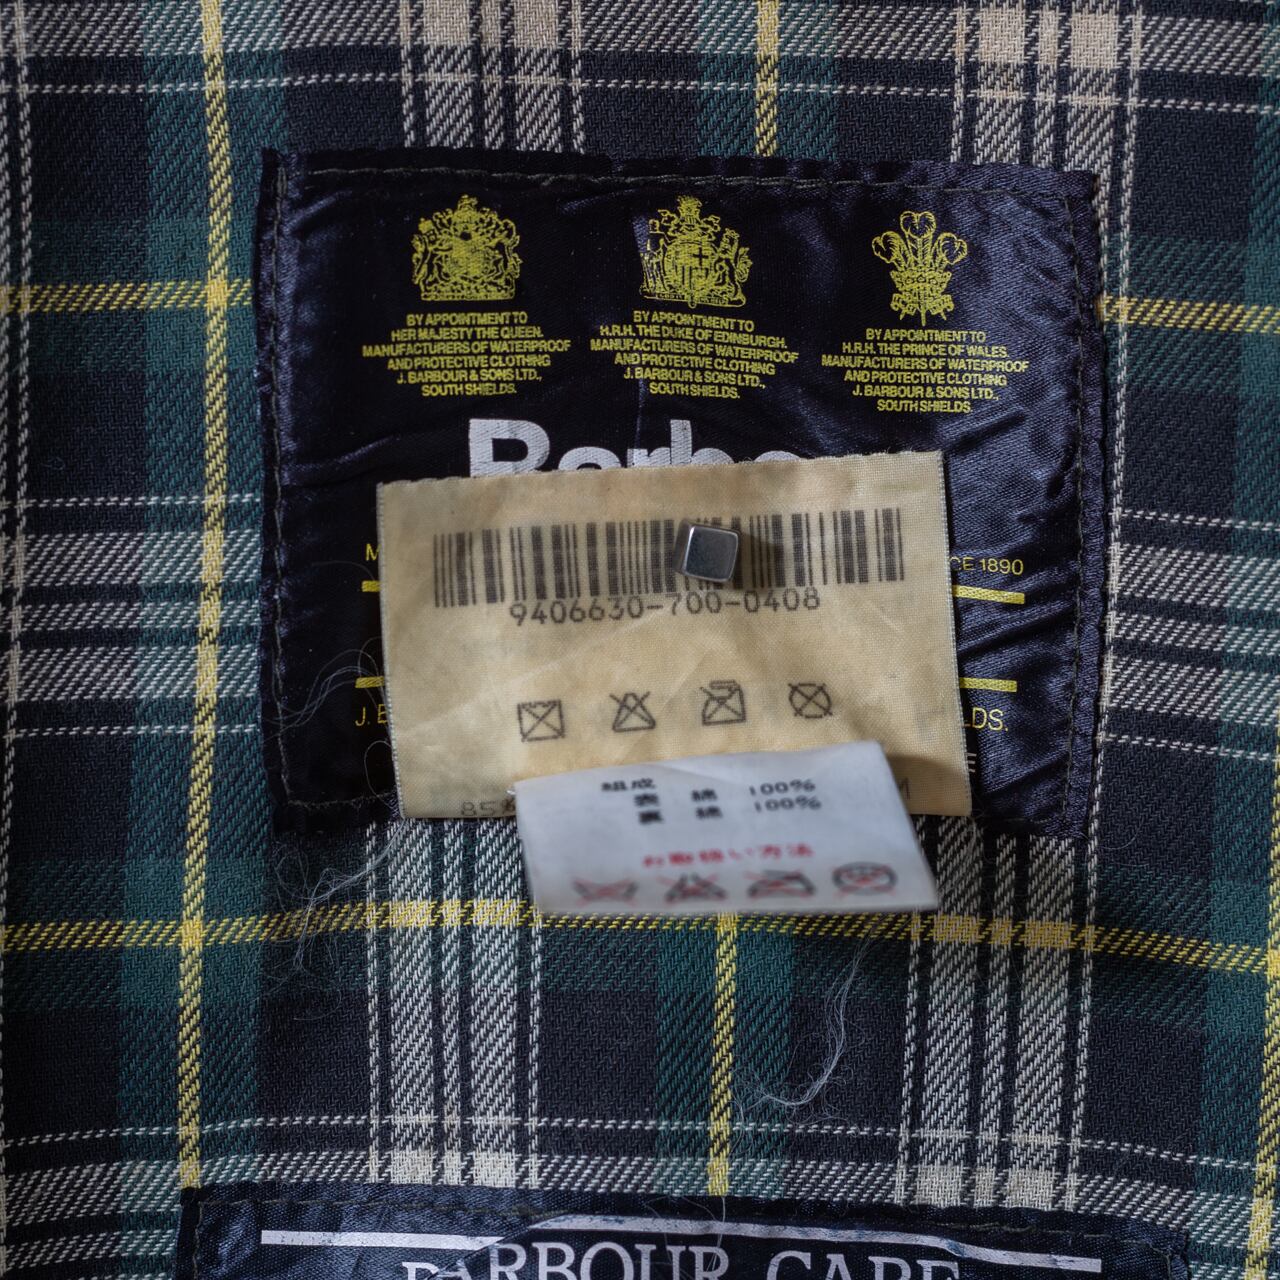 BY APPOINTMENT TO
HER MAJESTY THE QUEEN.
MANUFACTURERS OF WATERPROOF
AND PROTECTIVE CLOTHING
J. BARBOUR & SONS LTD.,
SOUTH SHIELDS.
BY APPOINTMENT TO
H.R.H. THE DUKE OF EDINBURGH.
MANUFACTURERS OF WATERPROOF
AND PROTECTIVE CLOTHING
J. BARBOUR & SONS LTD.,
SOUTH SHIELDS.
BY APPOINTMENT TO
H.R.H. THE PRINCE OF WALES.
MANUFACTURERS OF WATERPROOF
AND PROTECTIVE CLOTHING
J. BARBOUR & SONS LTD.,
SOUTH SHIELDS.
Barbo
CE 1890
9406630-700-0408
J. B
LDS.
組成
表 綿 100%
裏 綿 100%
お取扱い方法
BARBOUR CARE